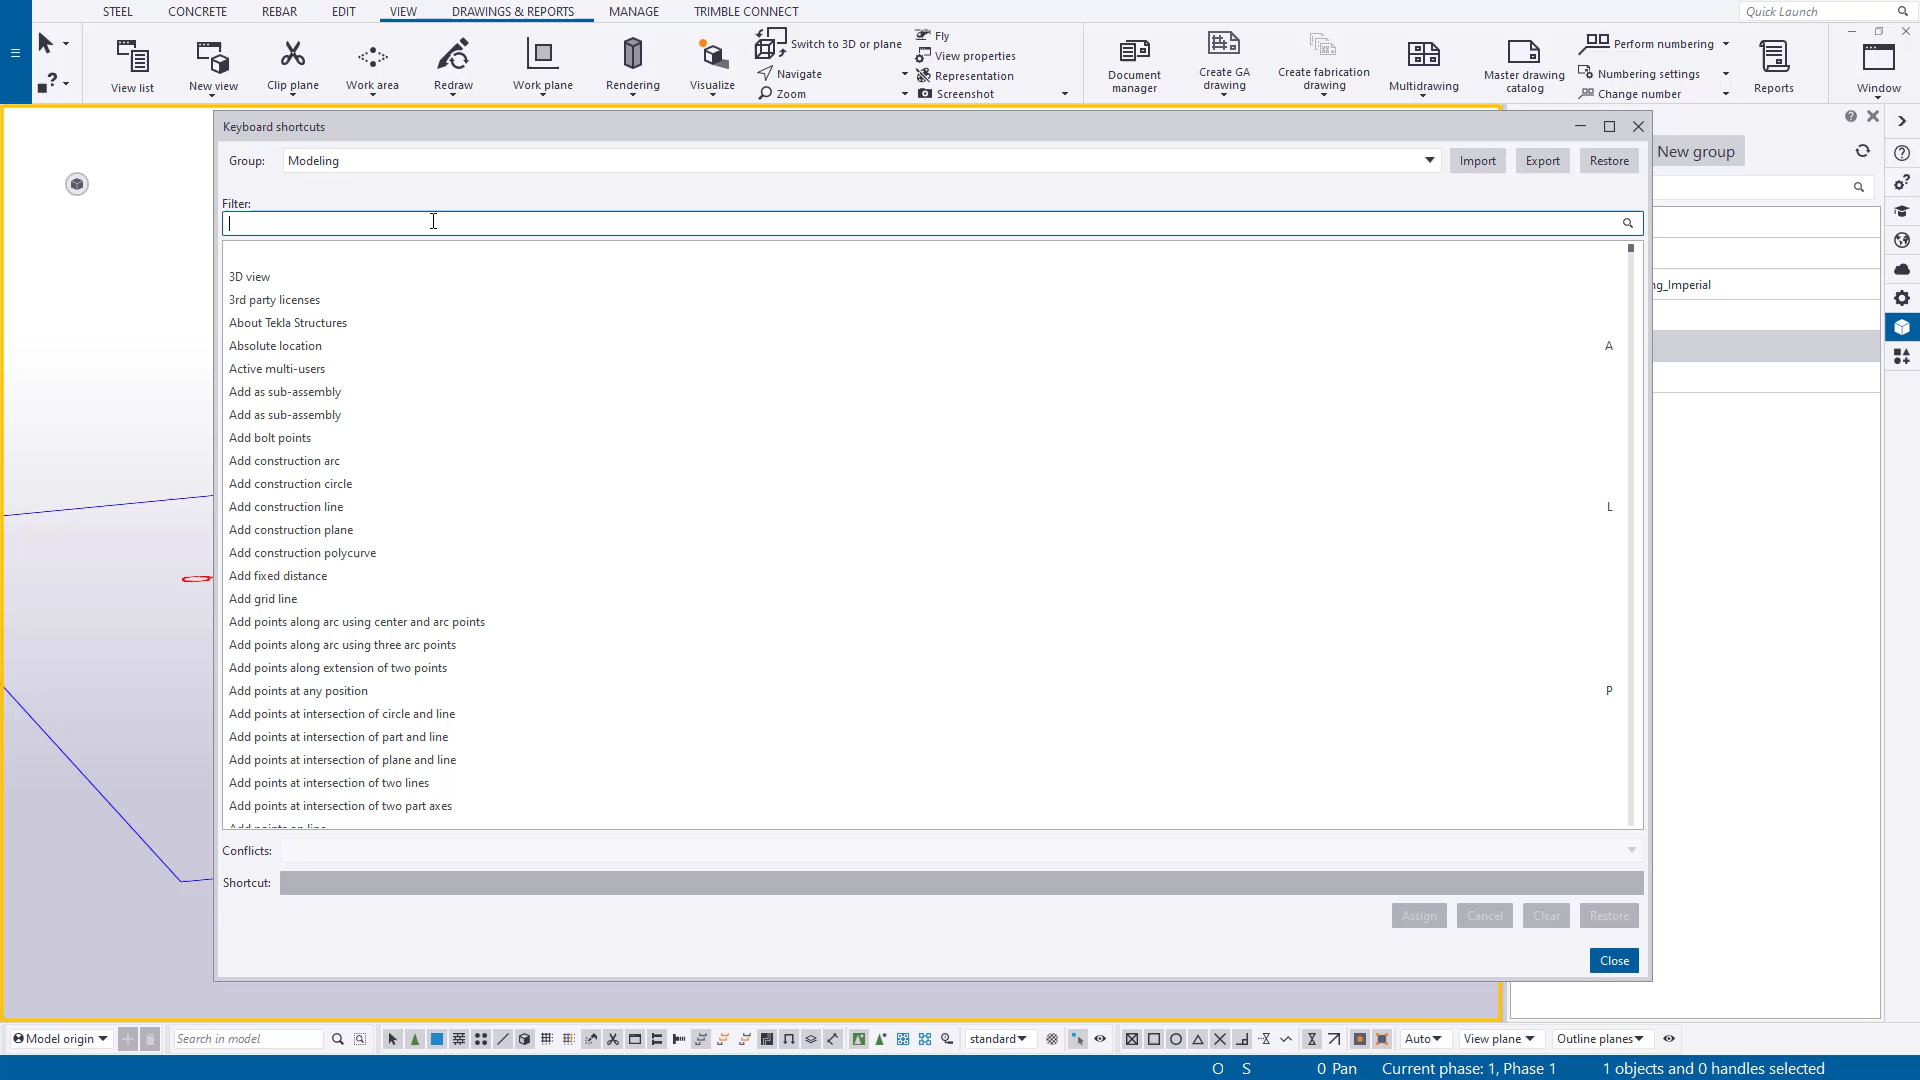 STEEL CONCRETE REBAR EDIT VIEW DRAWINGS & REPORTS MANAGE TRIMBLE CONNECT
Quick Launch
View list
New view
Clip plane
Work area
Redraw
Work plane
Rendering
Visualize
Switch to 3D or plane
Navigate
Zoom
Fly
View properties
Representation
Screenshot
Document manager
Create GA drawing
Create fabrication drawing
Multidrawing
Master drawing catalog
Perform numbering
Numbering settings
Change number
Reports
Window
Keyboard shortcuts
Group: Modeling Import Export Restore
New group
Filter:
3D view
3rd party licenses
ng_Imperial
About Tekla Structures
Absolute location A
Active multi-users
Add as sub-assembly
Add as sub-assembly
Add bolt points
Add construction arc
Add construction circle
Add construction line L
Add construction plane
Add construction polycurve
Add fixed distance
Add grid line
Add points along arc using center and arc points
Add points along arc using three arc points
Add points along extension of two points
Add points at any position P
Add points at intersection of circle and line
Add points at intersection of part and line
Add points at intersection of plane and line
Add points at intersection of two lines
Add points at intersection of two part axes
Add points on line
Conflicts:
Shortcut:
Assign Cancel Clear Restore
Close
Model origin Search in model standard Auto View plane Outline planes
O S 0 Pan Current phase: 1, Phase 1 1 objects and 0 handles selected